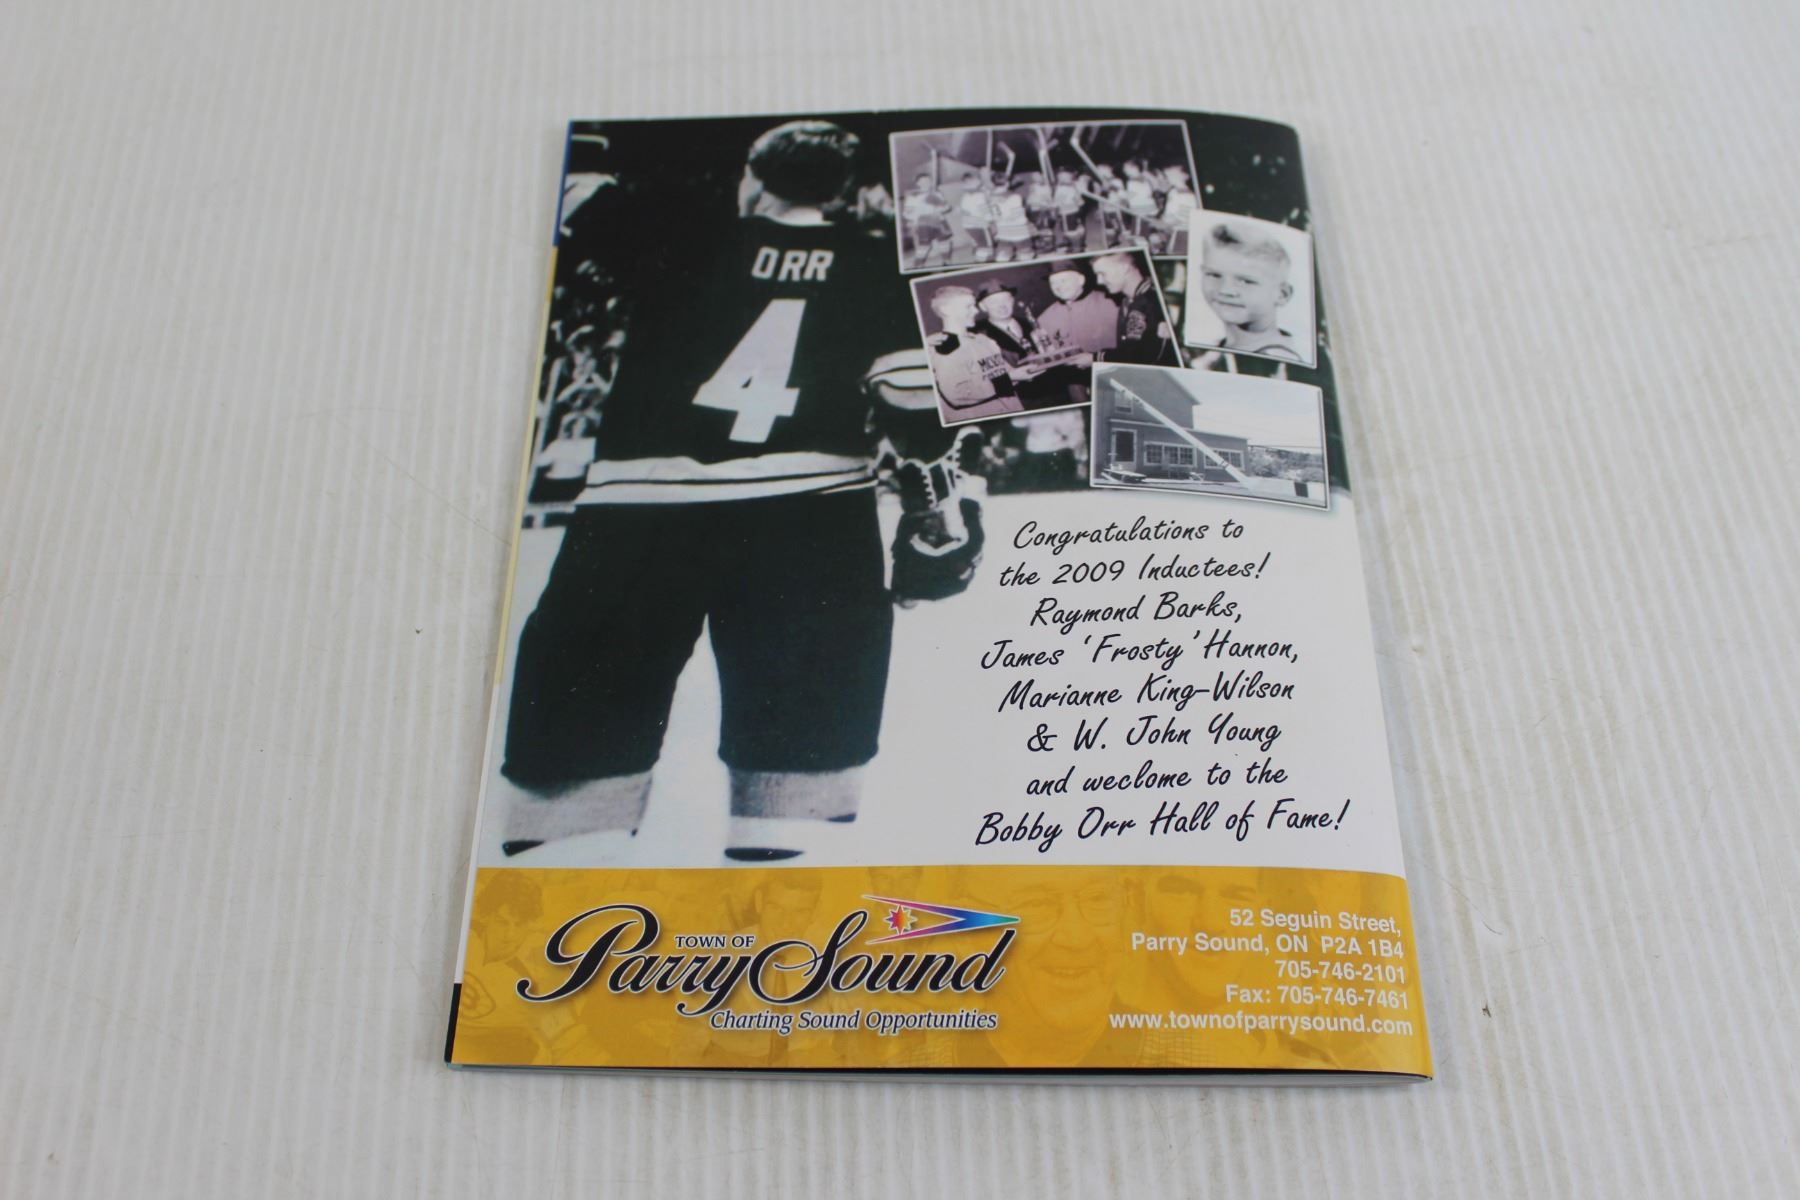 ORR
4
Congratulations to
the 2009 Inductees!
Raymond Barks,
James 'Frosty' Hannon,
Marianne King-Wilson
& W. John Young
and weclome to the
Bobby Orr Hall of Fame!
TOWN OF
Parry Sound
Charting Sound Opportunities
52 Seguin Street,
Parry Sound, ON P2A 1B4
705-746-2101
Fax: 705-746-7461
www.townofparrysound.com